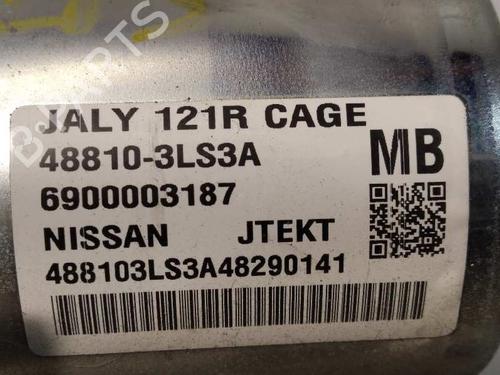 JALY 121R CAGE
48810-3LS3A
MB
6900003187
NISSAN JTEKT
488103LS3A48290141